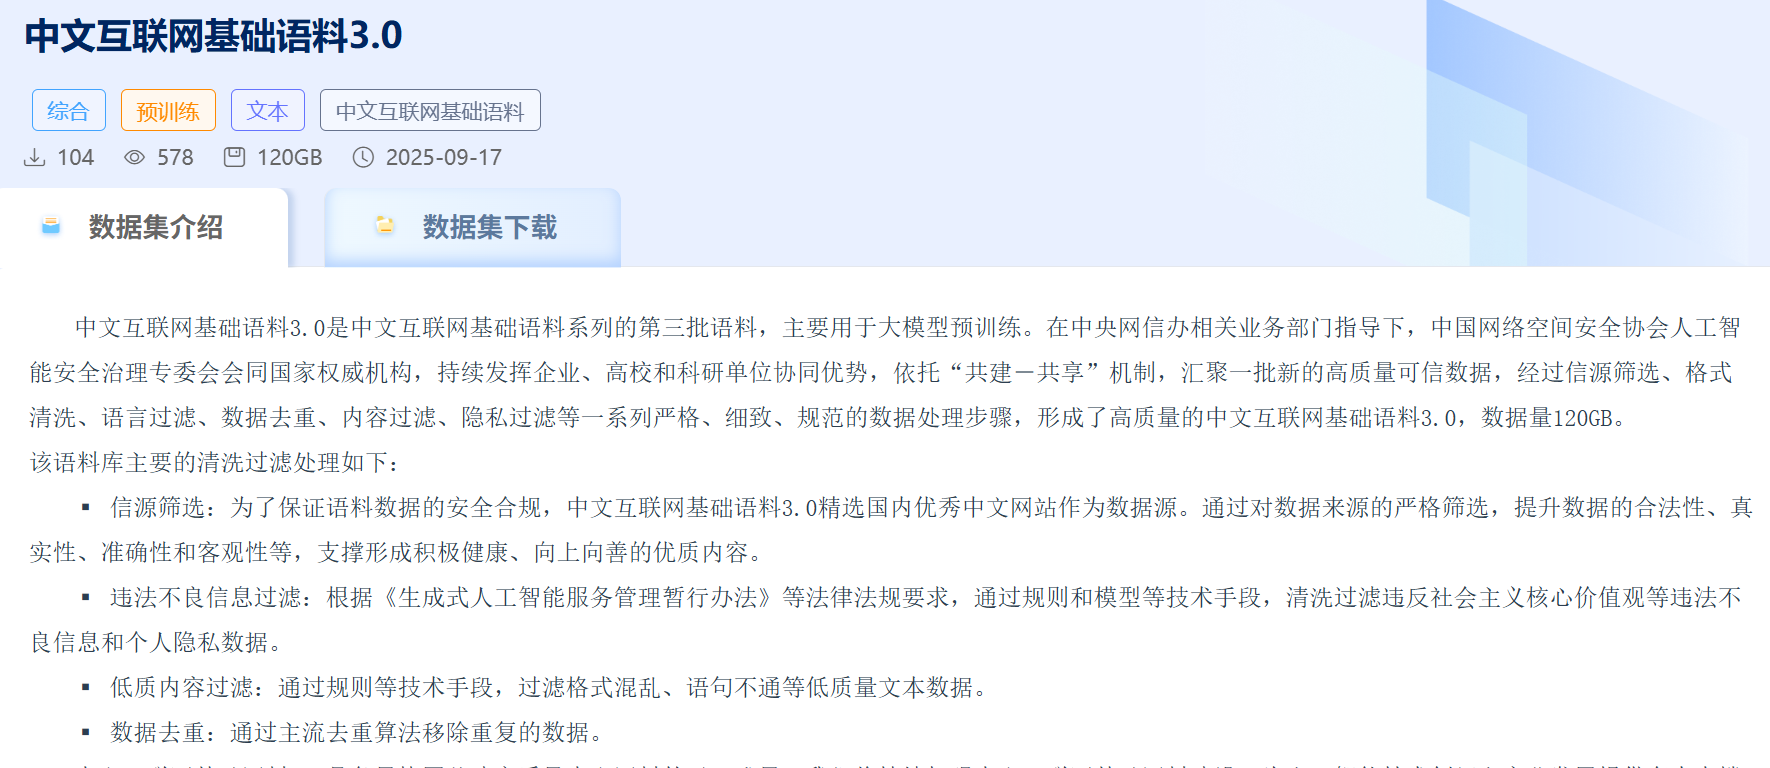 中文互联网基础语料3.0
综合 预训练 文本 中文互联网基础语料
104 578 120GB 2025-09-17
数据集介绍 数据集下载
中文互联网基础语料3.0是中文互联网基础语料系列的第三批语料，主要用于大模型预训练。在中央网信办相关业务部门指导下，中国网络空间安全协会人工智
能安全治理专委会会同国家权威机构，持续发挥企业、高校和科研单位协同优势，依托“共建－共享”机制，汇聚一批新的高质量可信数据，经过信源筛选、格式
清洗、语言过滤、数据去重、内容过滤、隐私过滤等一系列严格、细致、规范的数据处理步骤，形成了高质量的中文互联网基础语料3.0，数据量120GB。
该语料库主要的清洗过滤处理如下：
▪ 信源筛选：为了保证语料数据的安全合规，中文互联网基础语料3.0精选国内优秀中文网站作为数据源。通过对数据来源的严格筛选，提升数据的合法性、真
实性、准确性和客观性等，支撑形成积极健康、向上向善的优质内容。
▪ 违法不良信息过滤：根据《生成式人工智能服务管理暂行办法》等法律法规要求，通过规则和模型等技术手段，清洗过滤违反社会主义核心价值观等违法不
良信息和个人隐私数据。
▪ 低质内容过滤：通过规则等技术手段，过滤格式混乱、语句不通等低质量文本数据。
▪ 数据去重：通过主流去重算法移除重复的数据。